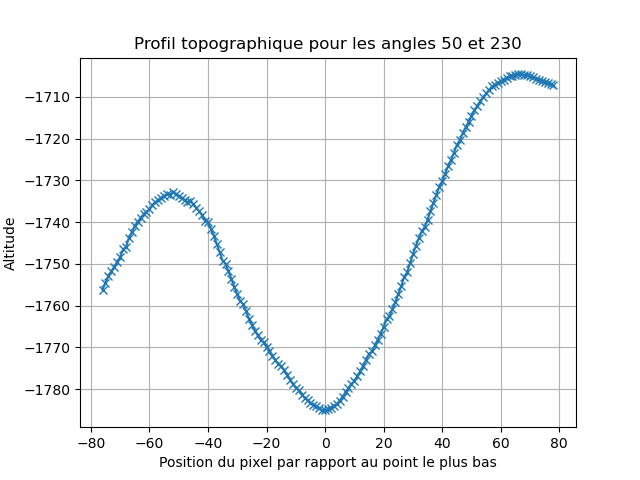 Profil topographique pour les angles 50 et 230
Altitude
−1710
−1720
−1730
−1740
−1750
−1760
−1770
−1780
−80 −60 −40 −20 0 20 40 60 80
Position du pixel par rapport au point le plus bas